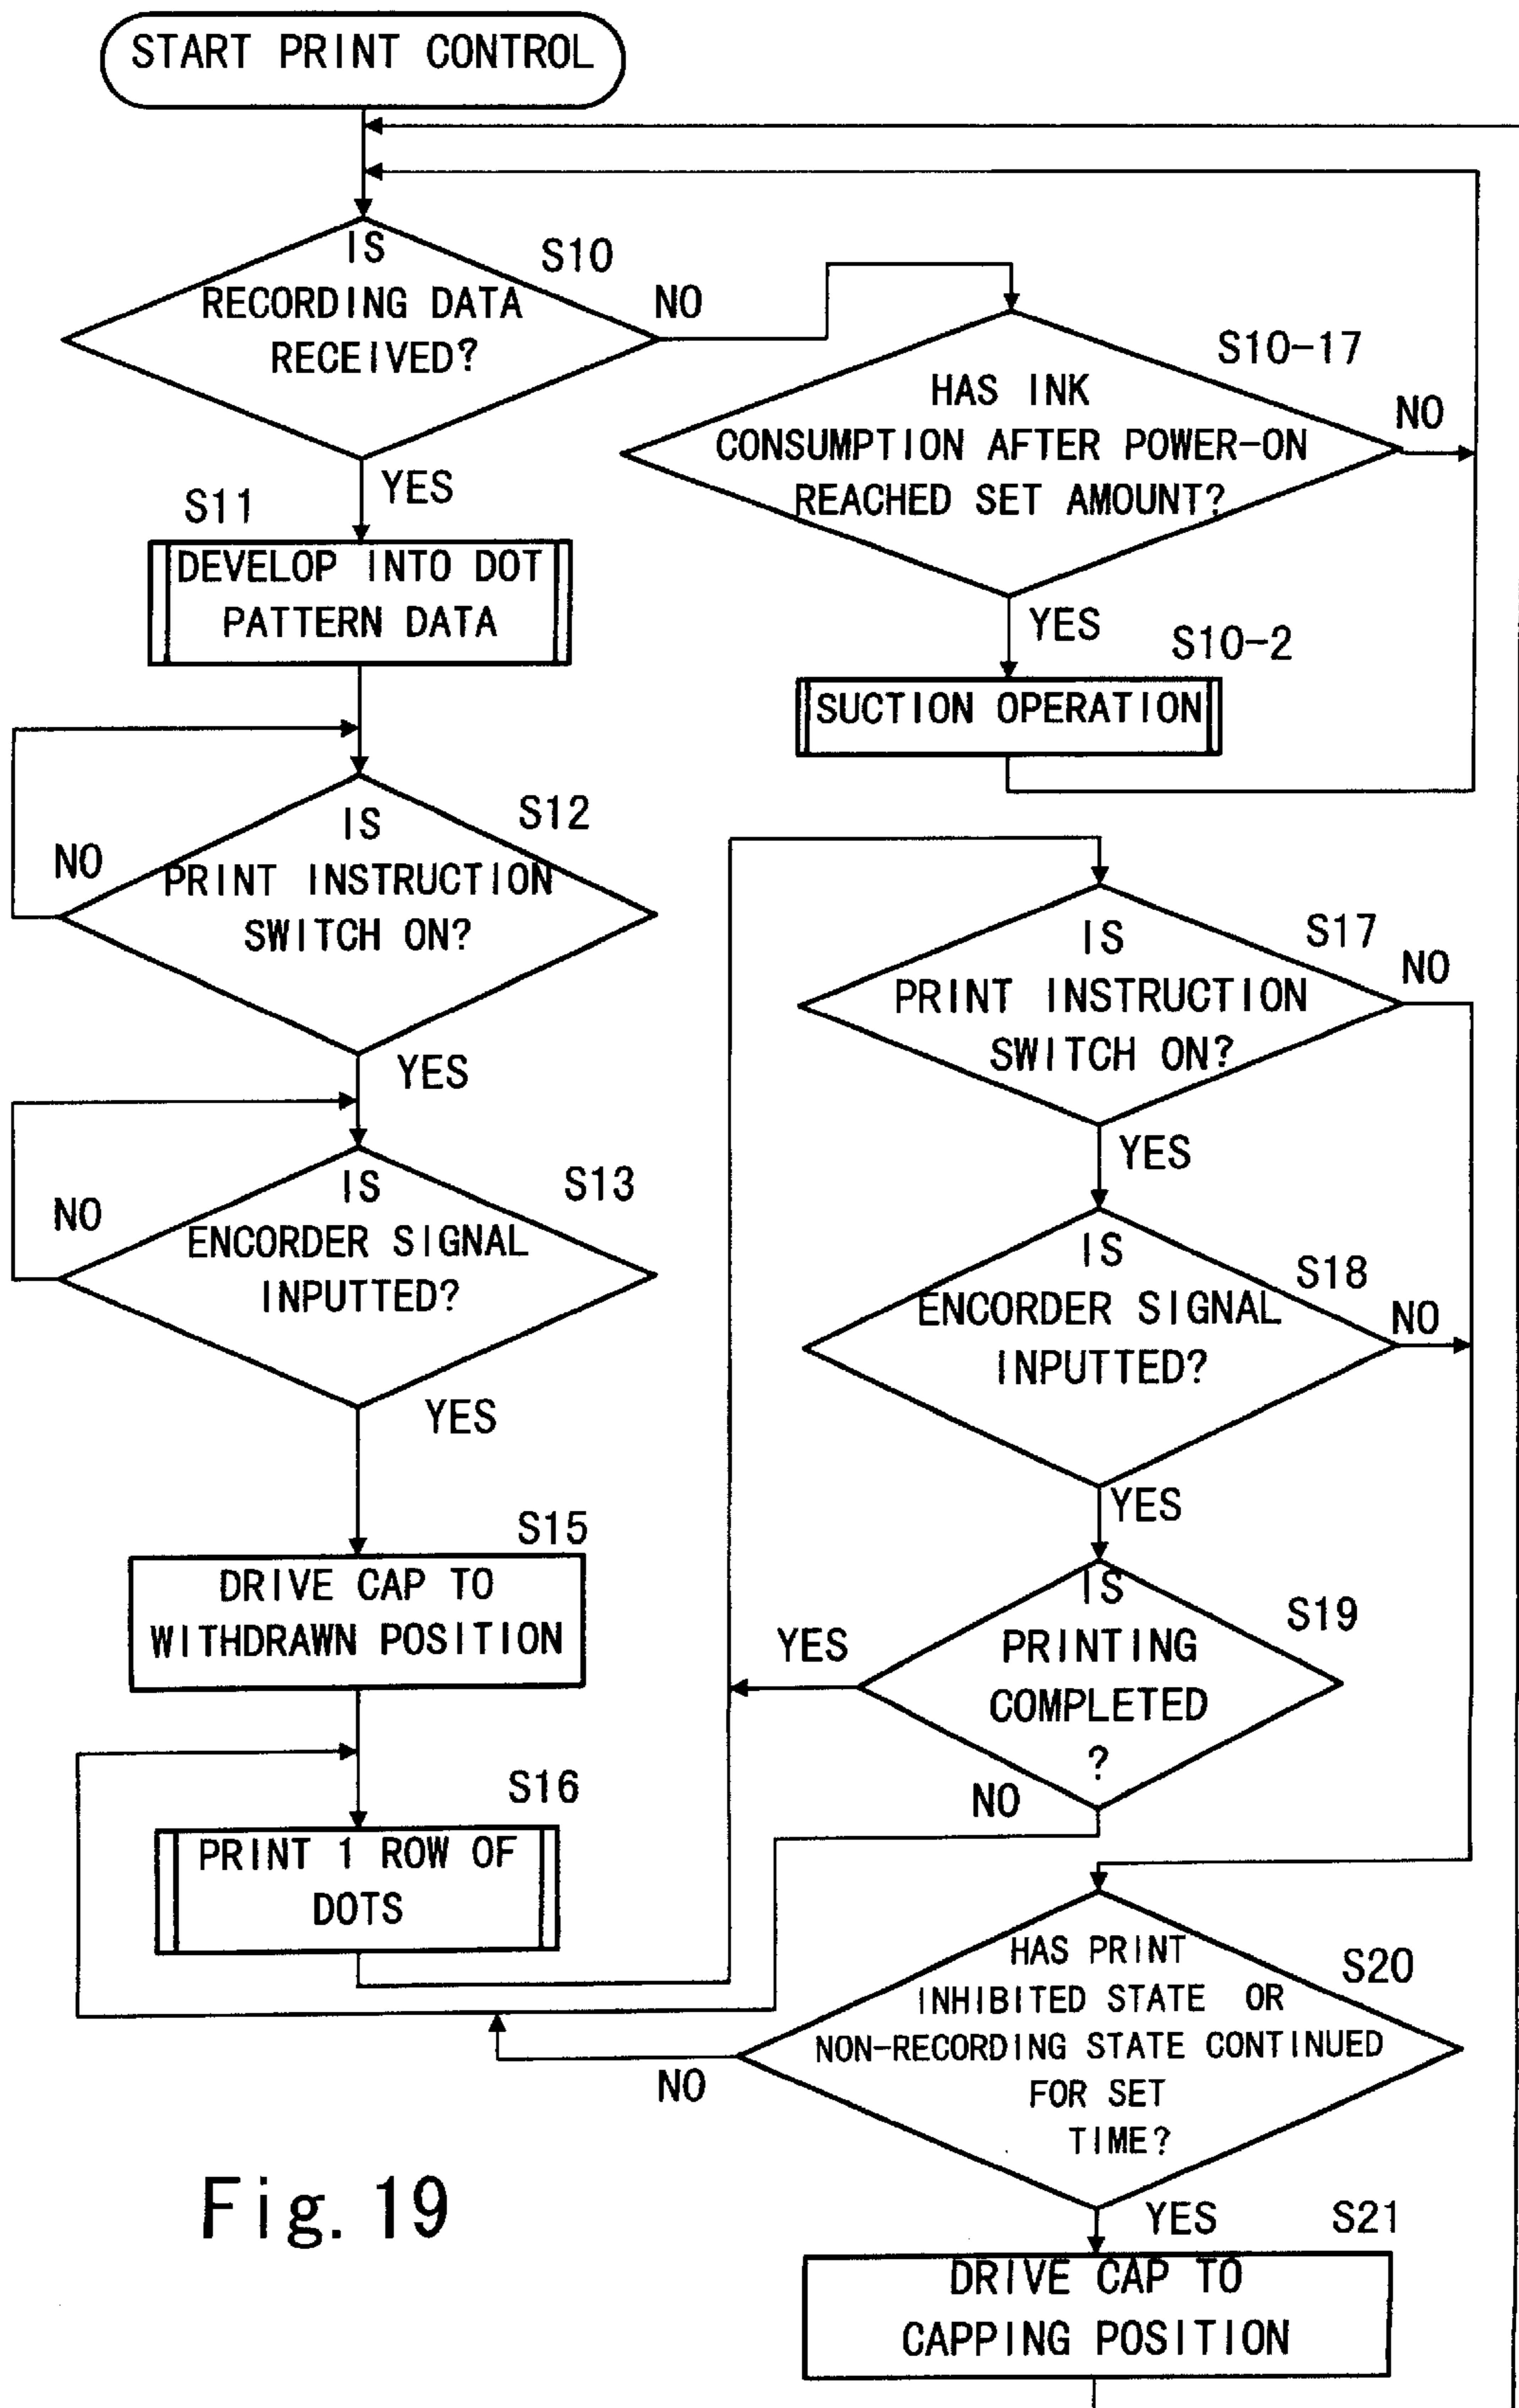 START PRINT CONTROL
IS
RECORDING DATA
RECEIVED?
S10
NO
YES
HAS INK
CONSUMPTION AFTER POWER-ON
REACHED SET AMOUNT?
S10-17
NO
YES
S10-2
SUCTION OPERATION
S11
DEVELOP INTO DOT
PATTERN DATA
IS
PRINT INSTRUCTION
SWITCH ON?
S12
NO
YES
IS
ENCORDER SIGNAL
INPUTTED?
S13
NO
YES
S15
DRIVE CAP TO
WITHDRAWN POSITION
S16
PRINT 1 ROW OF
DOTS
IS
PRINT INSTRUCTION
SWITCH ON?
S17
NO
YES
IS
ENCORDER SIGNAL
INPUTTED?
S18
NO
YES
IS
PRINTING
COMPLETED
?
S19
YES
NO
HAS PRINT
INHIBITED STATE OR
NON-RECORDING STATE CONTINUED
FOR SET
TIME?
S20
NO
YES
S21
DRIVE CAP TO
CAPPING POSITION
Fig. 19